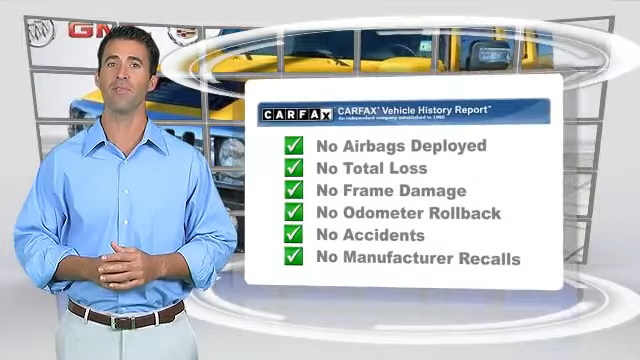 GM
CARFAX CARFAX Vehicle History Report™
An independent company established in 1986
No Airbags Deployed
No Total Loss
No Frame Damage
No Odometer Rollback
No Accidents
No Manufacturer Recalls